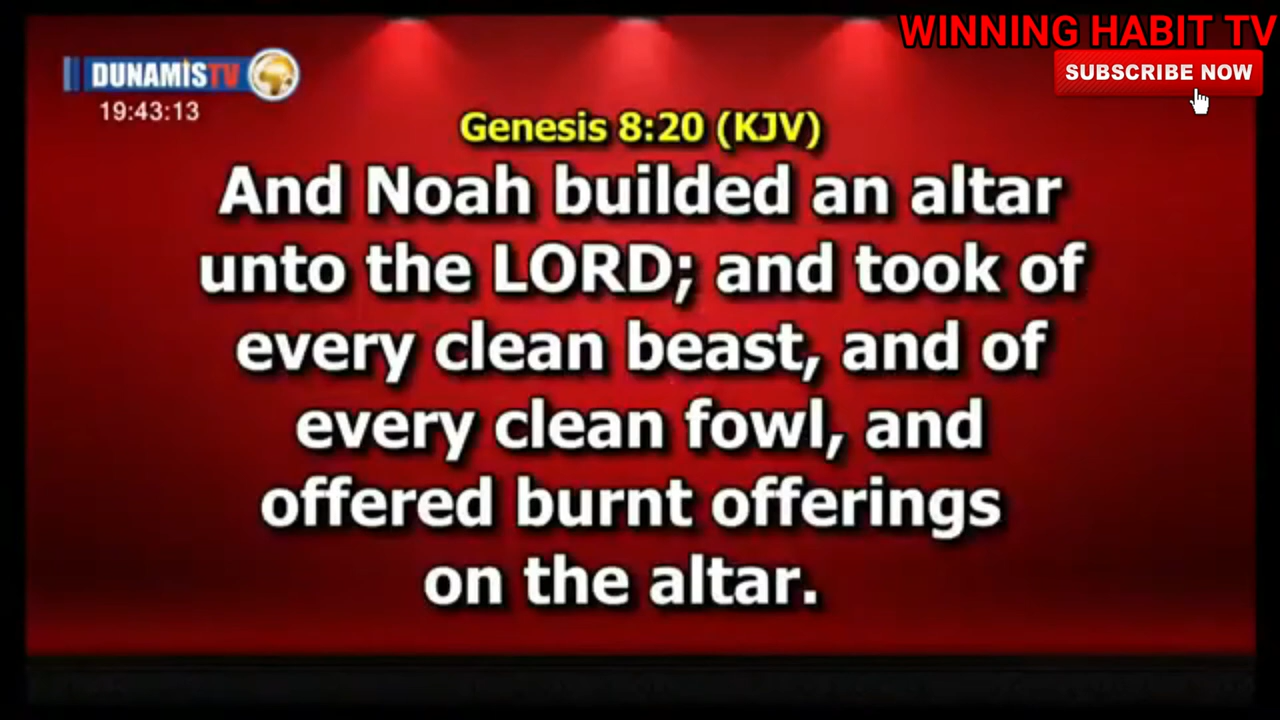 WINNING HABIT TV
DUNAMIS TV
SUBSCRIBE NOW
19:43:13
Genesis 8:20 (KJV)
And Noah builded an altar
unto the LORD; and took of
every clean beast, and of
every clean fowl, and
offered burnt offerings
on the altar.